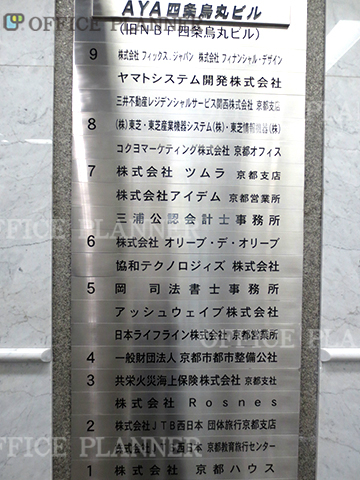 OFFICE PLANNER
AYA四条烏丸ビル
(旧NBF四条烏丸ビル)
9 株式会社 フィックスジャパン 株式会社 フィナンシャル・デザイン
ヤマトシステム開発株式会社
三井不動産レジデンシャルサービス関西株式会社 京都支店
8 (株)東芝・東芝産業機器システム(株)・東芝情報機器(株)
コクヨマーケティング株式会社 京都オフィス
7 株式会社 ツムラ 京都支店
株式会社アイデム 京都営業所
三浦公認会計士事務所
OFFICE PLANNER
6 株式会社 オリーブ・デ・オリーブ
協和テクノロジィズ 株式会社
5 岡 司法書士事務所
アッシュウェイブ株式会社
日本ライフライン株式会社 京都営業所
4 一般財団法人 京都市都市整備公社
3 共栄火災海上保険株式会社 京都支社
株式会社 Rosnes
2 株式会社JTB西日本 団体旅行京都支店
株式会社JTB西日本 京都教育旅行センター
OFFICE PLANNER
1 株式会社 京都ハウス